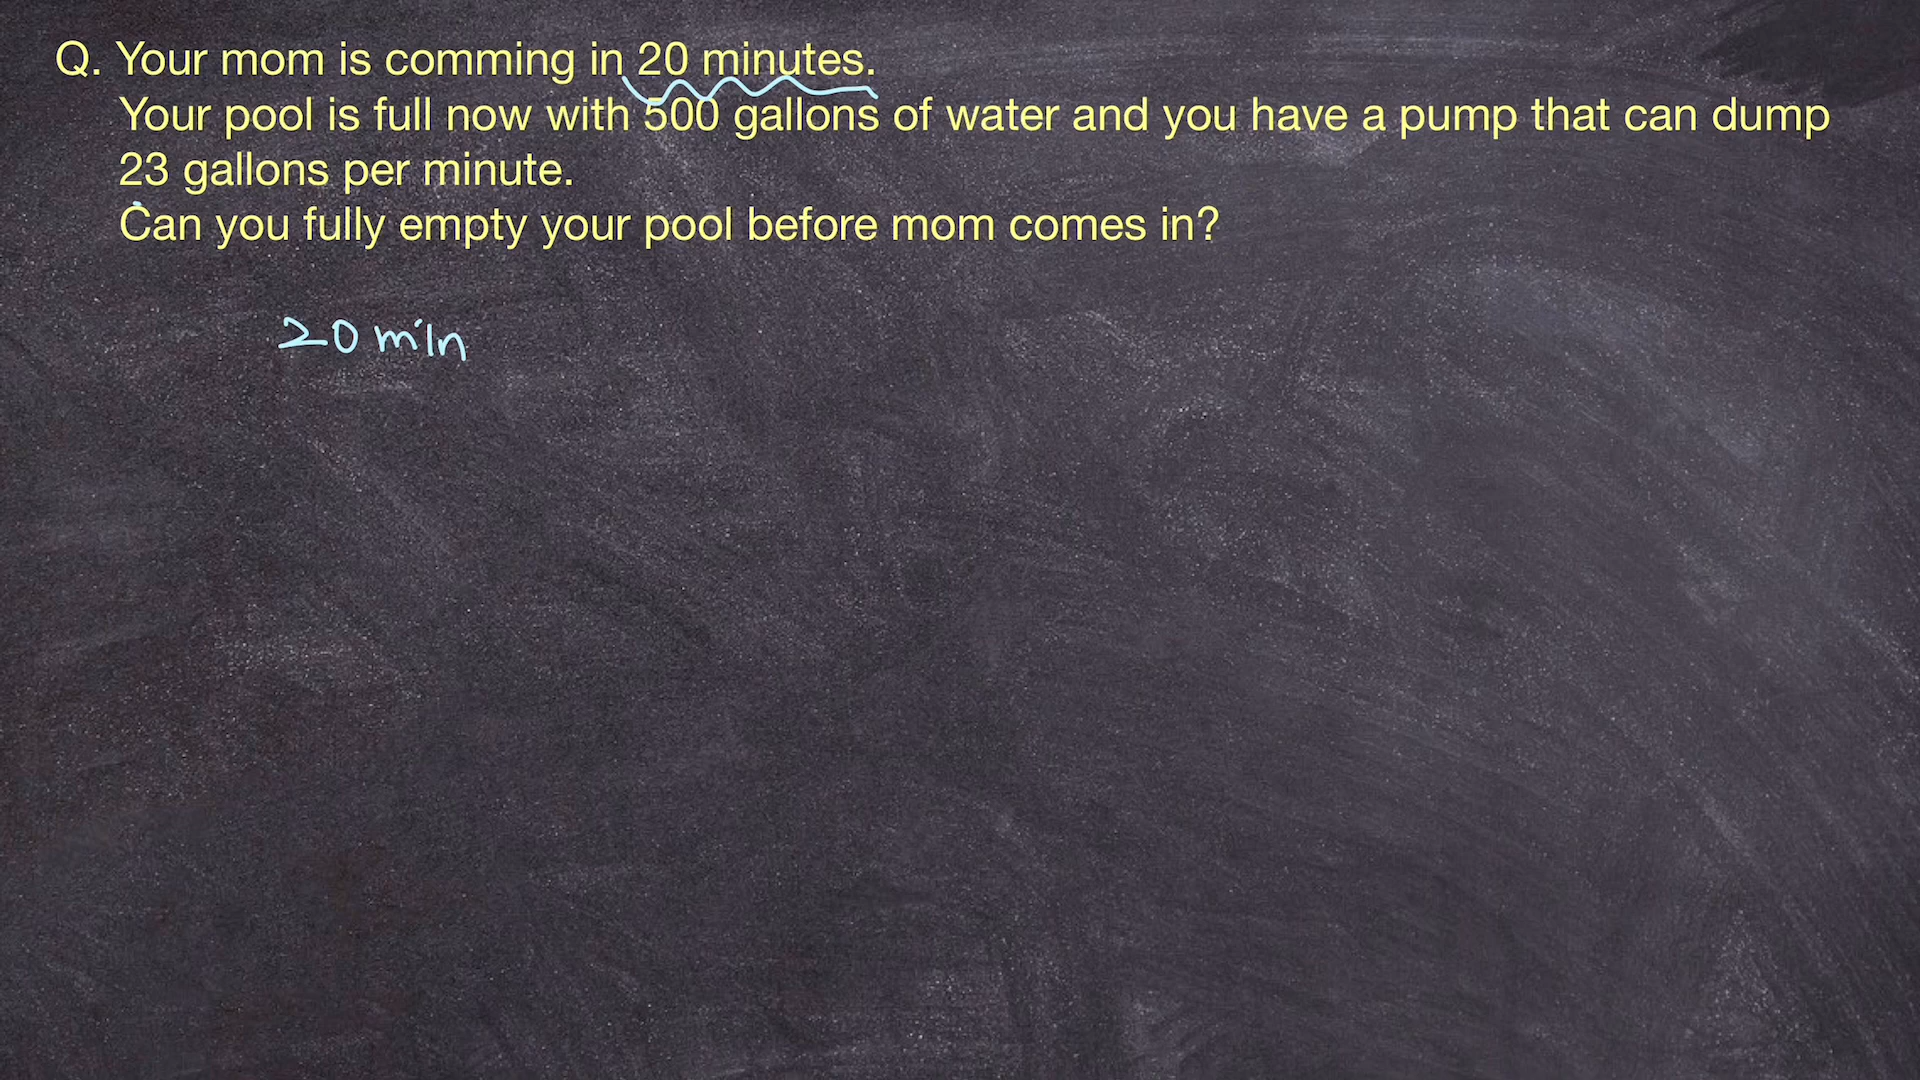 Q. Your mom is comming in 20 minutes.
Your pool is full now with 500 gallons of water and you have a pump that can dump
23 gallons per minute.
Can you fully empty your pool before mom comes in?
20 min